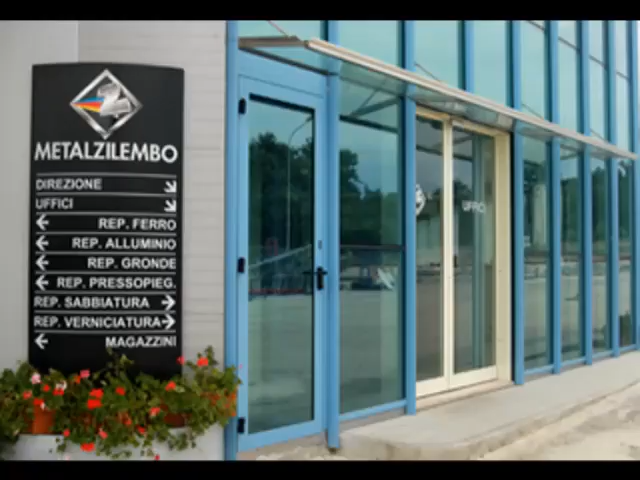 METALZILEMBO
DIREZIONE
UFFICI
REP. FERRO
REP. ALLUMINIO
REP. GRONDE
REP. PRESSOPIEG.
REP. SABBIATURA
REP. VERNICIATURA
MAGAZZINI
UFFICI